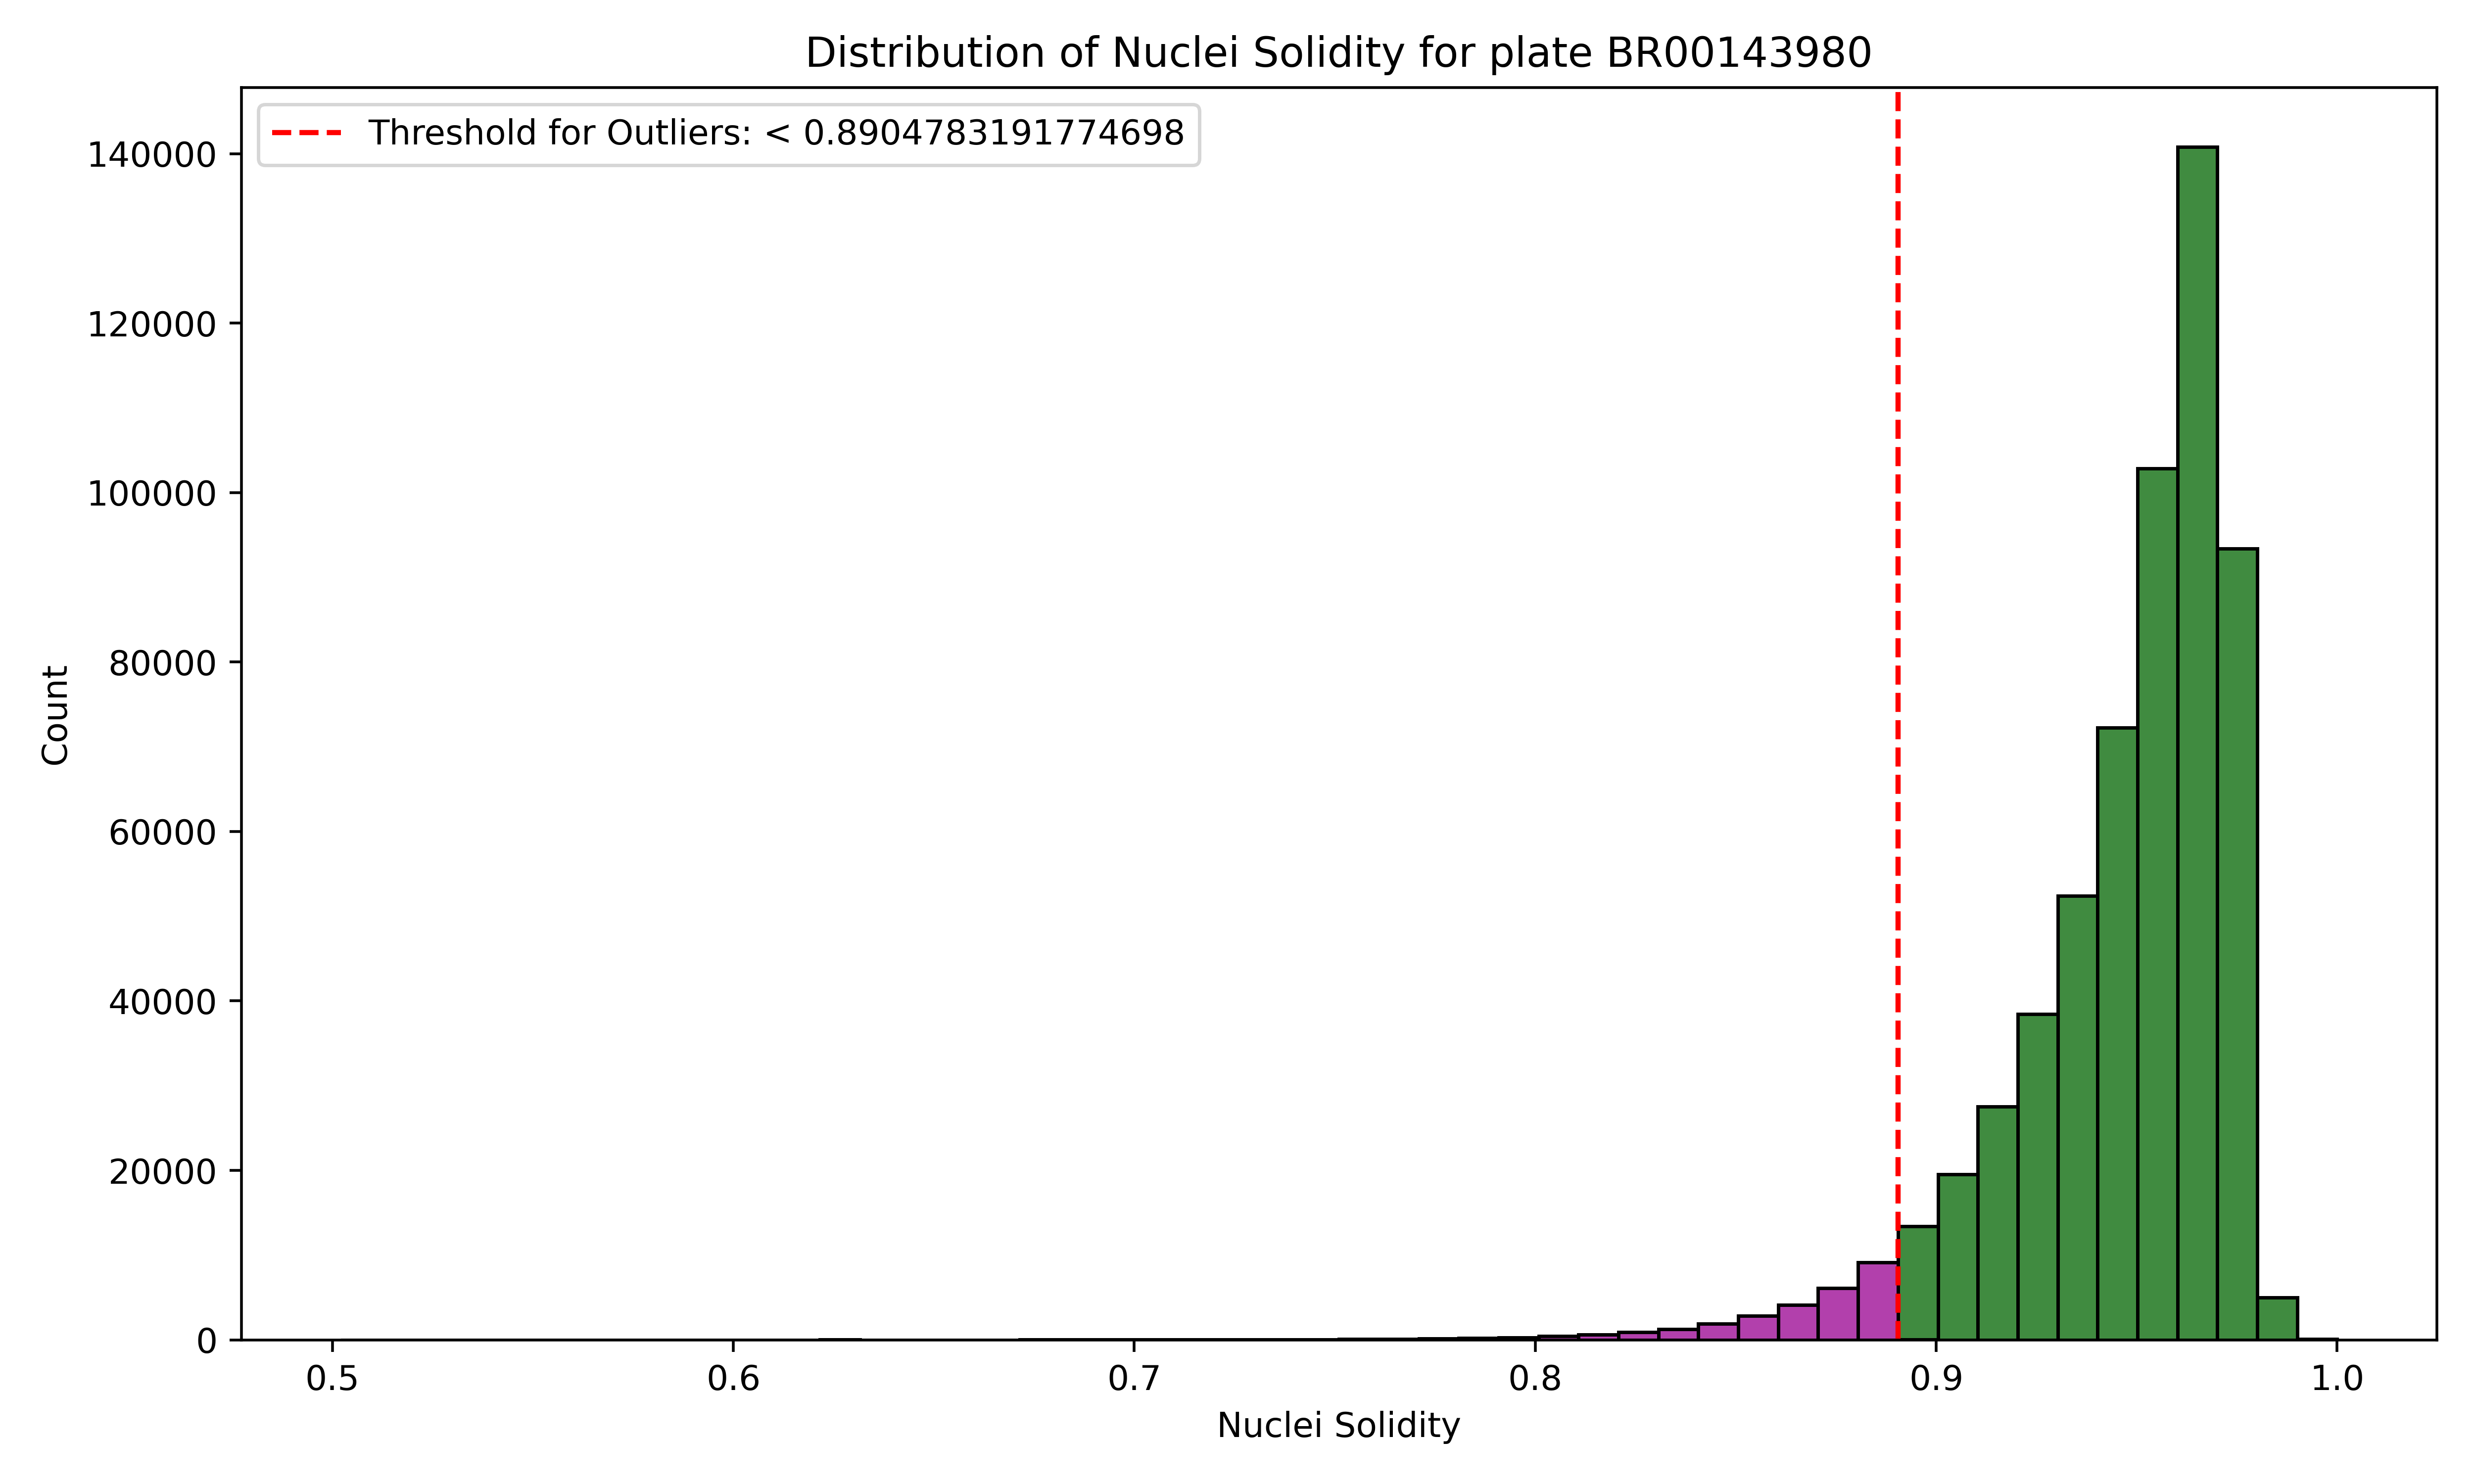 Distribution of Nuclei Solidity for plate BR00143980
Threshold for Outliers: < 0.8904783191774698
140000
120000
100000
80000
60000
40000
20000
0
Count
0.5 0.6 0.7 0.8 0.9 1.0
Nuclei Solidity